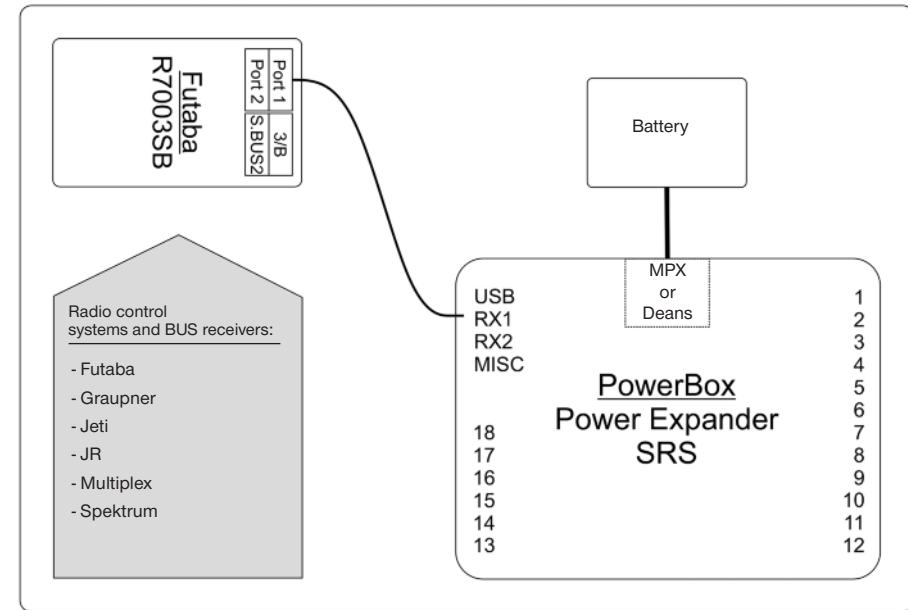 Futaba
R7003SB
Port 1
Port 2
3/B
S.BUS2
Battery
Radio control
systems and BUS receivers:
- Futaba
- Graupner
- Jeti
- JR
- Multiplex
- Spektrum
MPX
or
Deans
USB
RX1
RX2
MISC
18
17
16
15
14
13
PowerBox
Power Expander
SRS
1
2
3
4
5
6
7
8
9
10
11
12